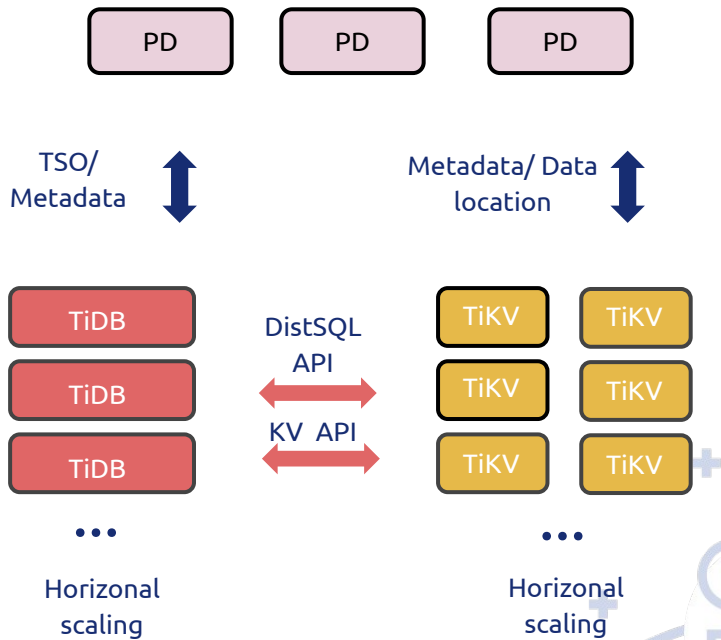 PD
PD
PD
TSO/
Metadata
Metadata/ Data
location
TiDB
TiDB
TiDB
DistSQL
API
KV API
TiKV
TiKV
TiKV
TiKV
TiKV
TiKV
•••
•••
Horizonal
scaling
Horizonal
scaling